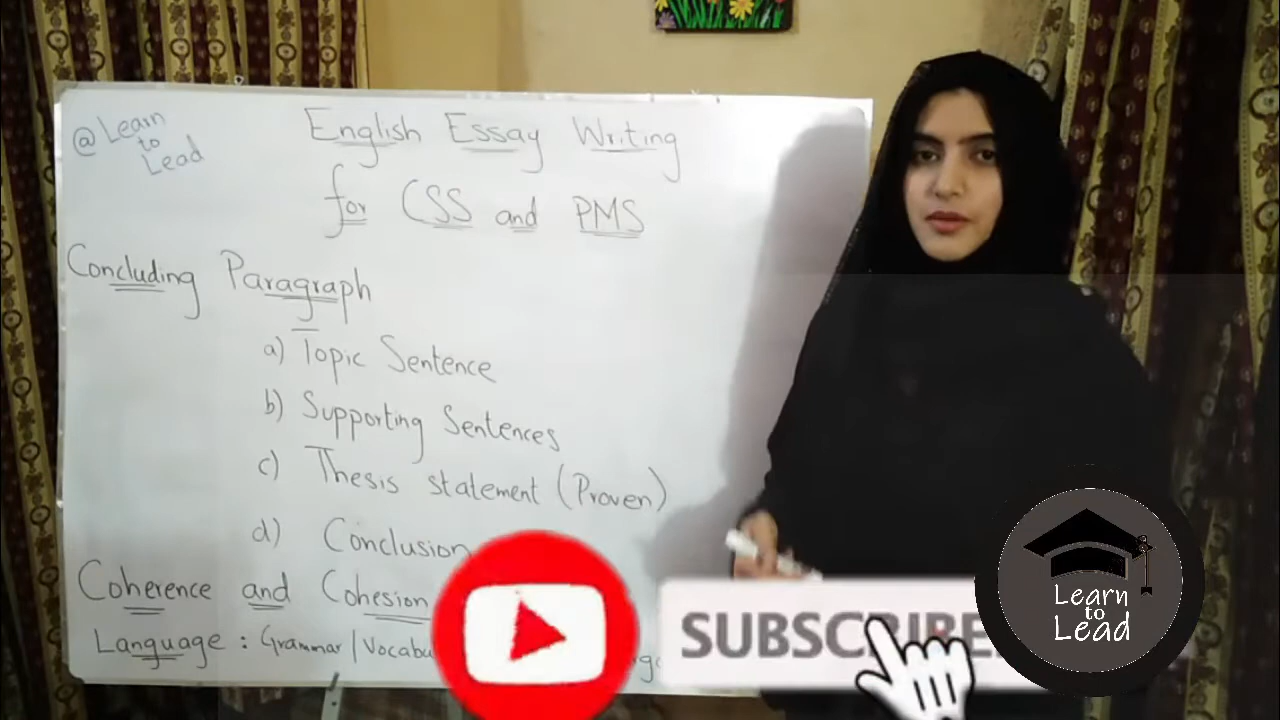 @ Learn
to
Lead
English Essay Writing
for CSS and PMS
Concluding Paragraph
a) Topic Sentence
b) Supporting Sentences
c) Thesis statement (Proven)
d) Conclusion
Coherence and Cohesion
Language : Grammar/Vocabu
SUBSCRIBE
Learn
to
Lead